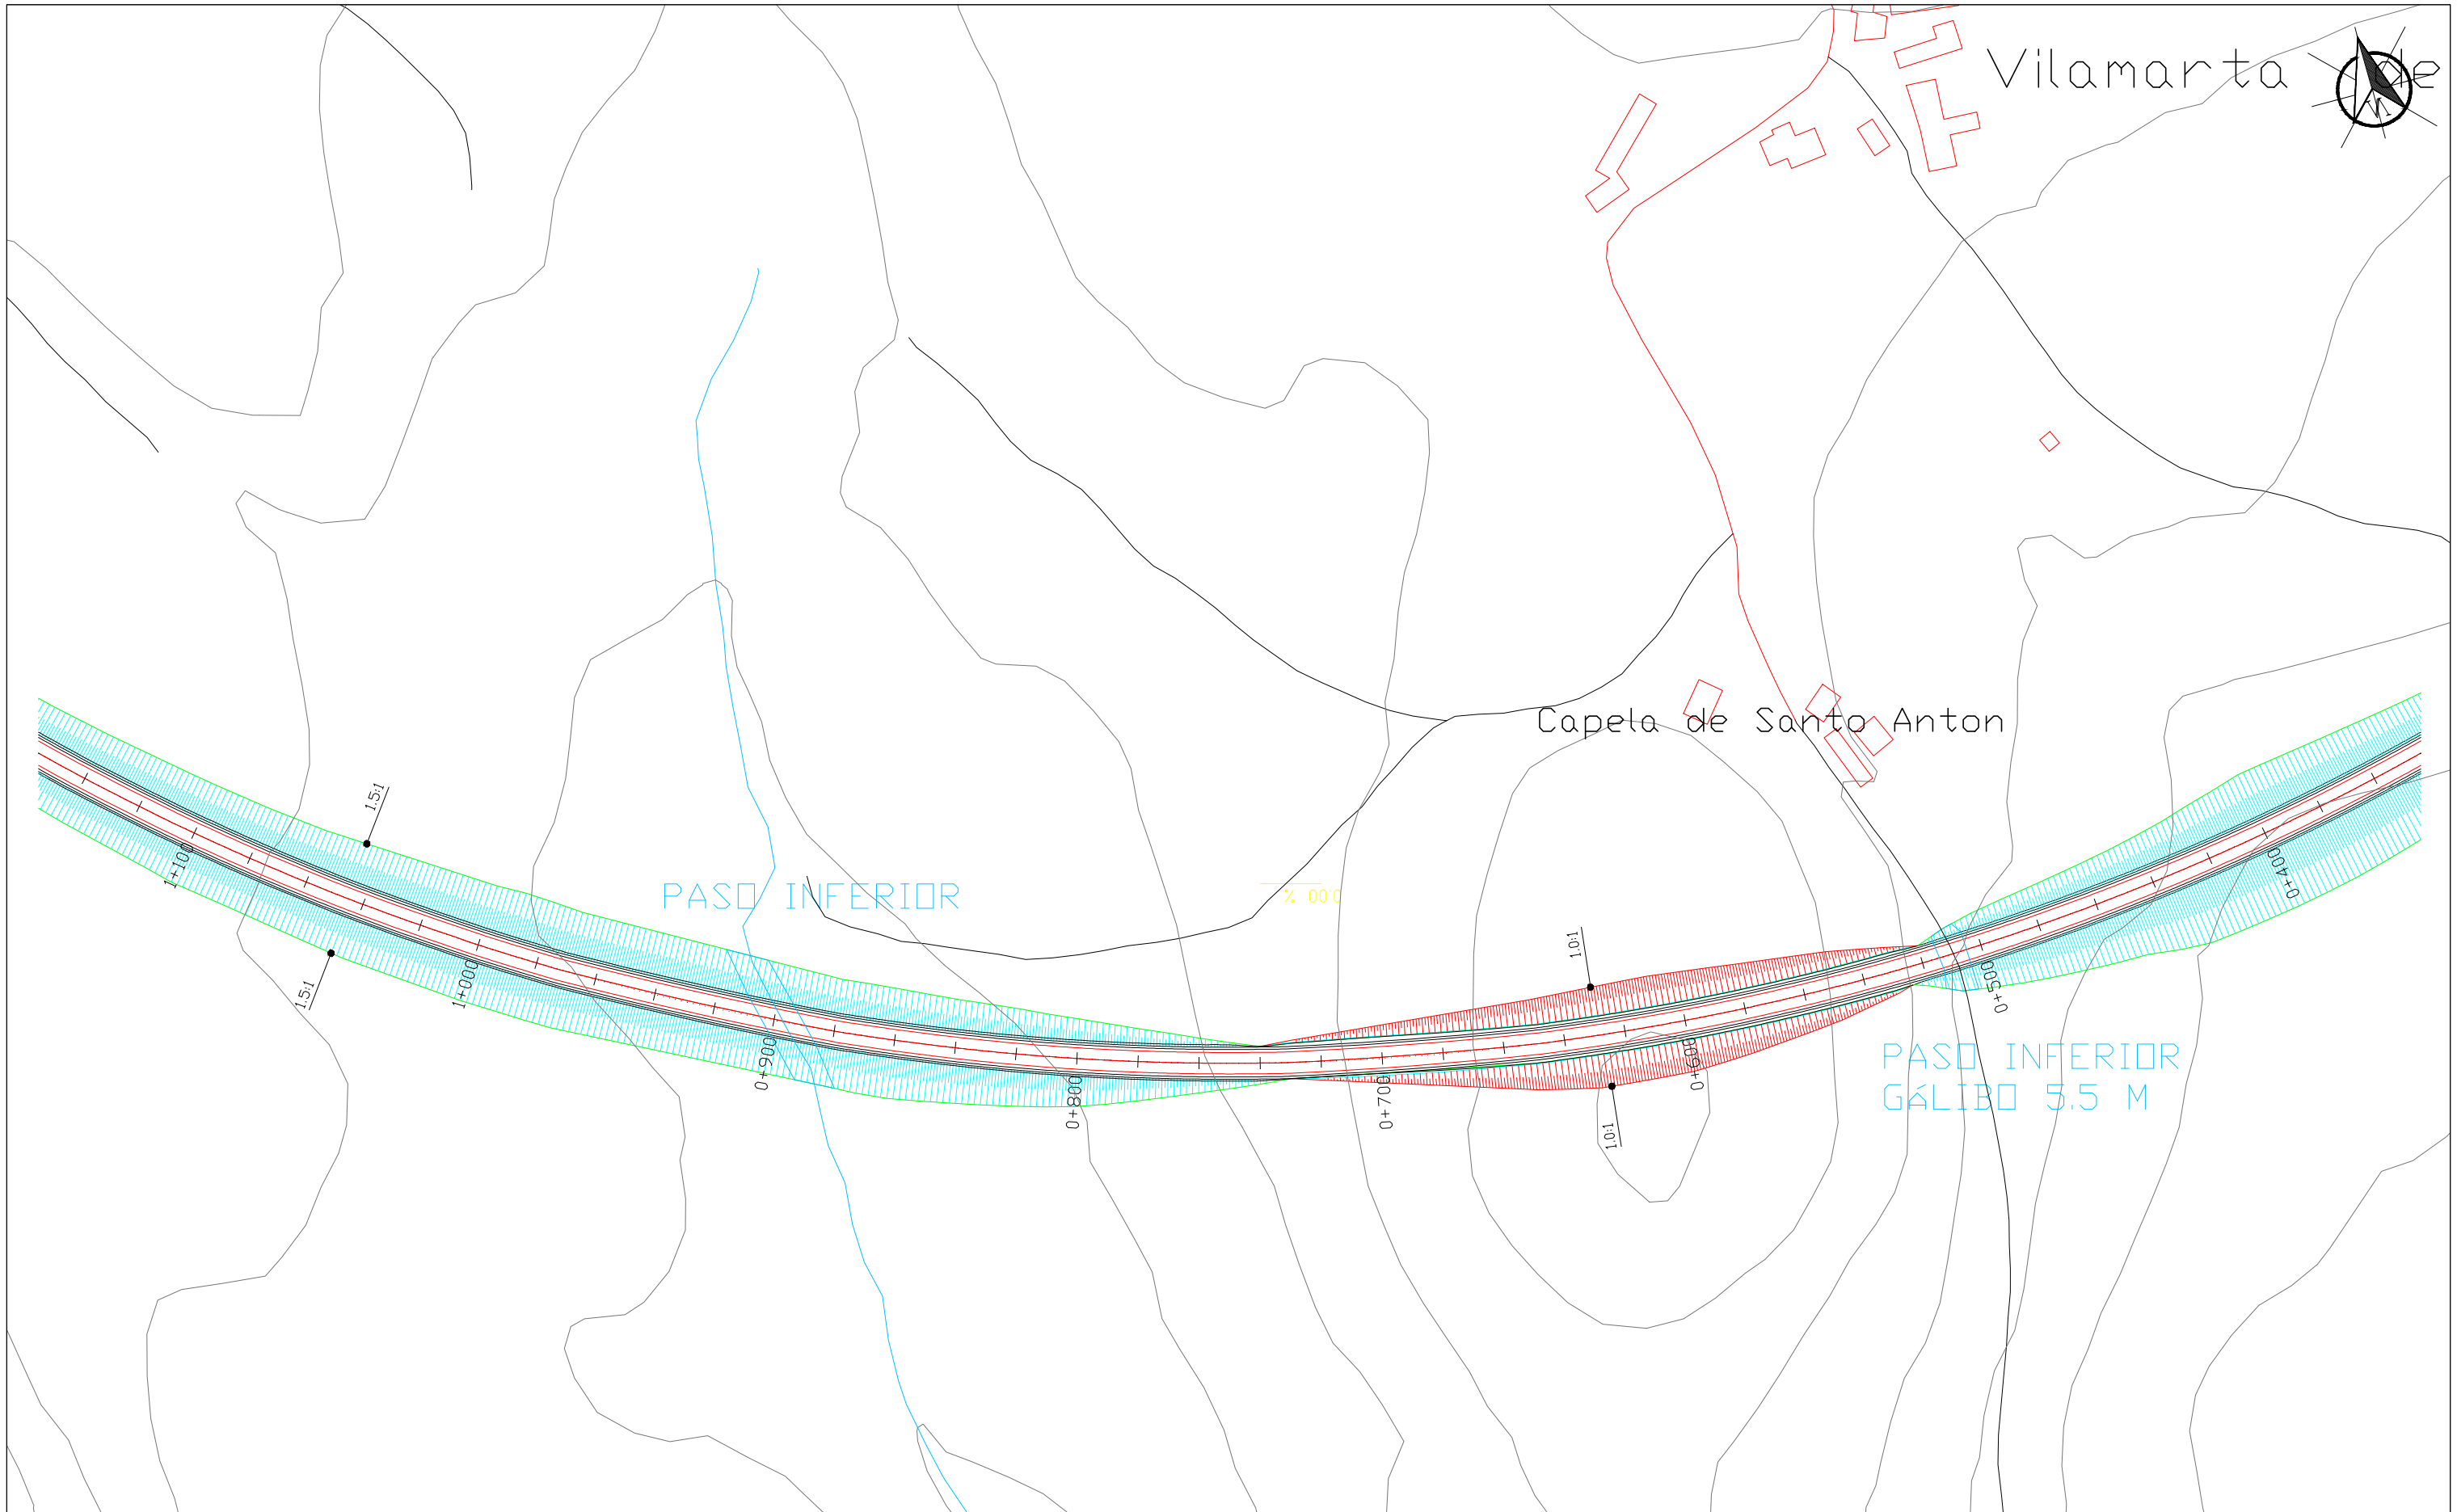 Vilamarta de
N
Capela de Santo Anton
1.5:1
1+100
0+400
PASO INFERIOR
0.00 %
1.0:1
1.5:1
1+000
0+500
0+900
0+600
PASO INFERIOR
GÁLIBO 5.5 M
0+800
0+700
1.0:1